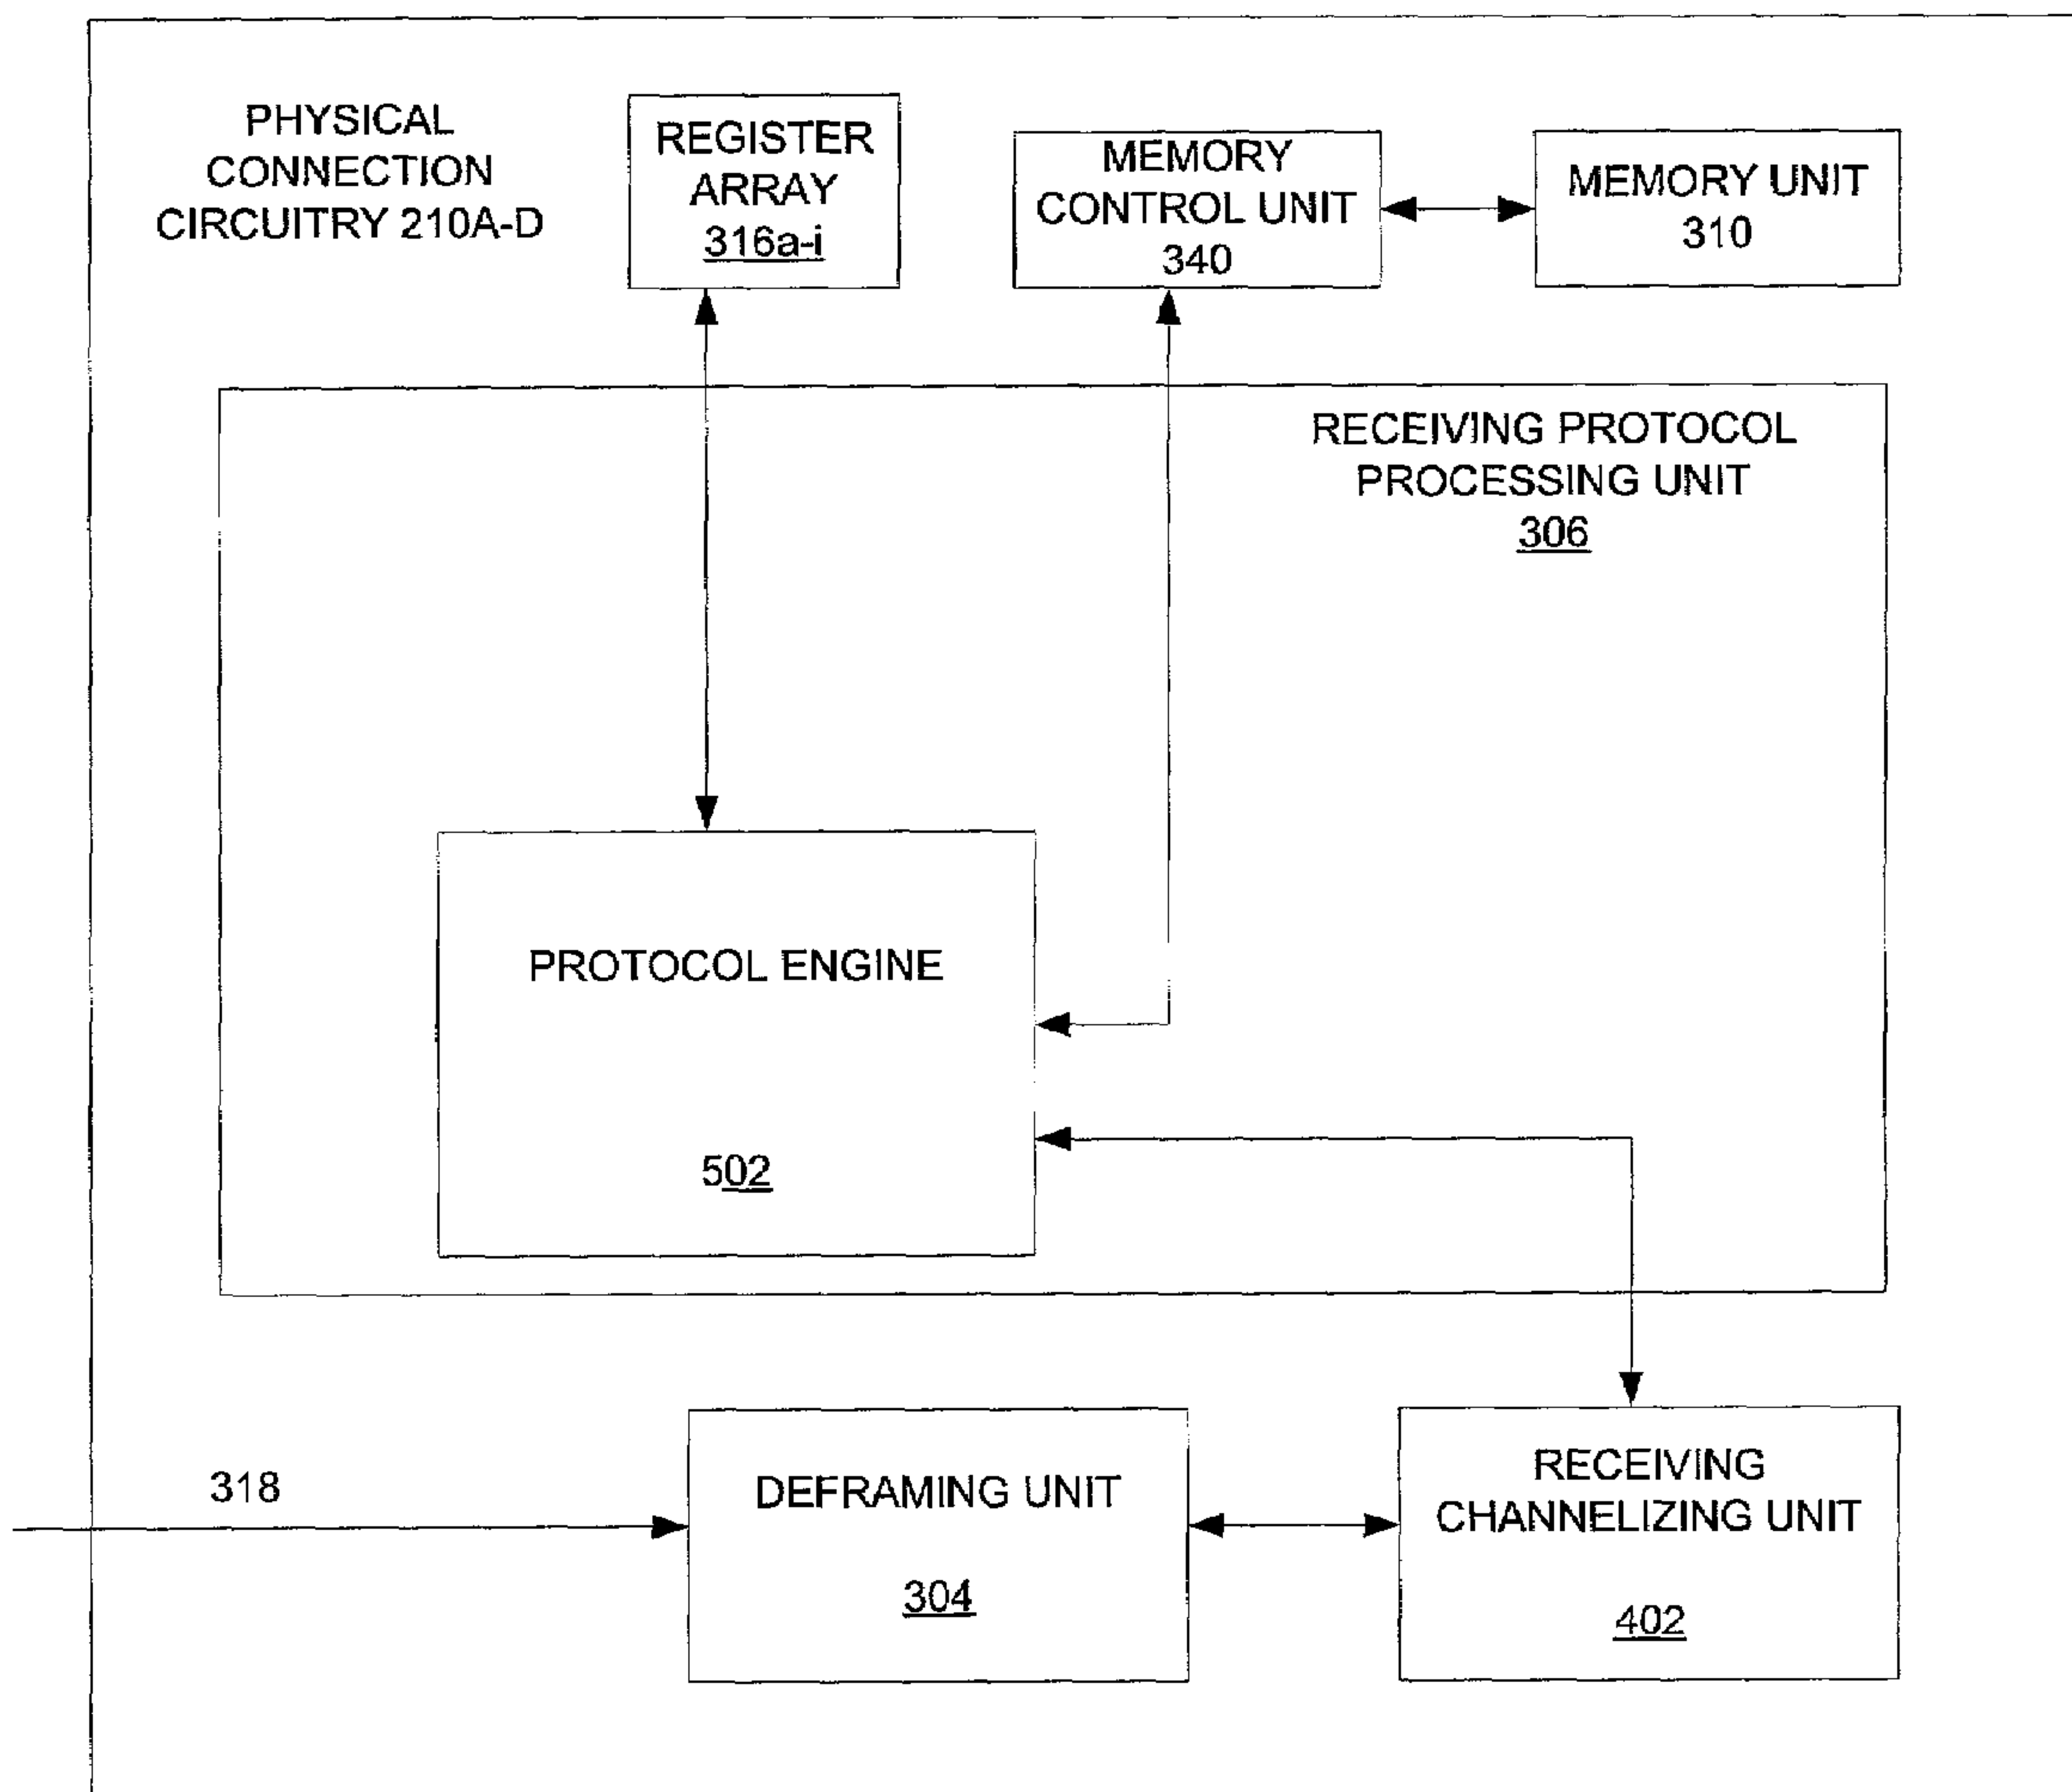 PHYSICAL
CONNECTION
CIRCUITRY 210A-D
REGISTER
ARRAY
316a-i
MEMORY
CONTROL UNIT
340
MEMORY UNIT
310
RECEIVING PROTOCOL
PROCESSING UNIT
306
PROTOCOL ENGINE
502
318
DEFRAMING UNIT
304
RECEIVING
CHANNELIZING UNIT
402